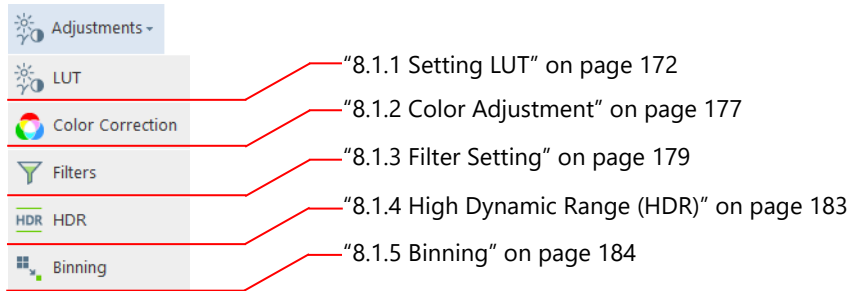 Adjustments
LUT
“8.1.1 Setting LUT” on page 172
Color Correction
“8.1.2 Color Adjustment” on page 177
Filters
“8.1.3 Filter Setting” on page 179
HDR HDR
“8.1.4 High Dynamic Range (HDR)” on page 183
Binning
“8.1.5 Binning” on page 184